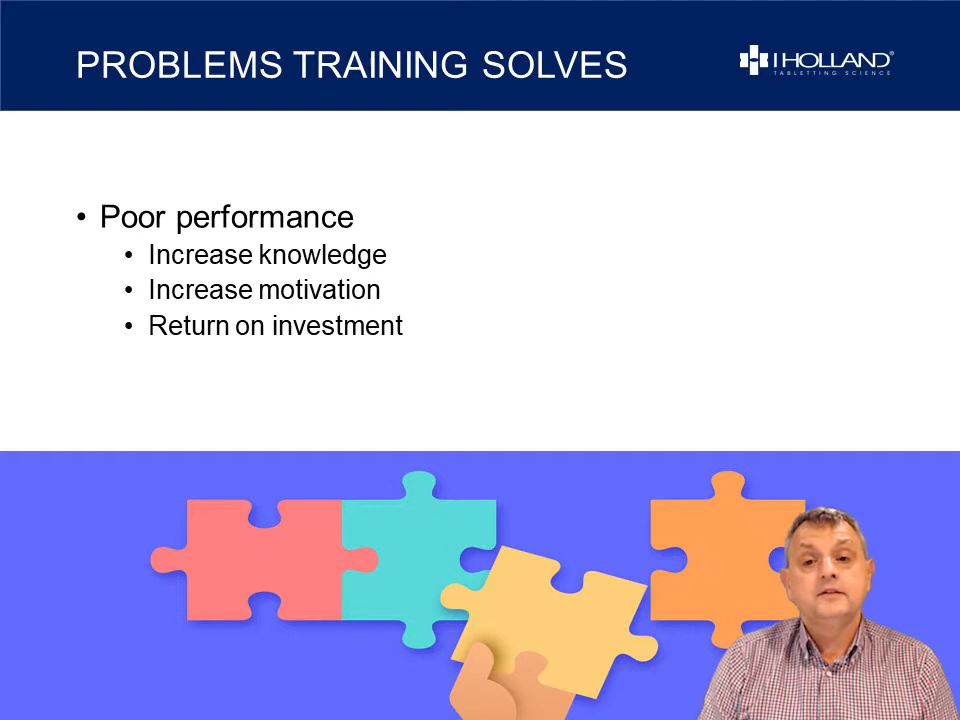 PROBLEMS TRAINING SOLVES
I HOLLAND®
TABLETTING SCIENCE
• Poor performance
• Increase knowledge
• Increase motivation
• Return on investment